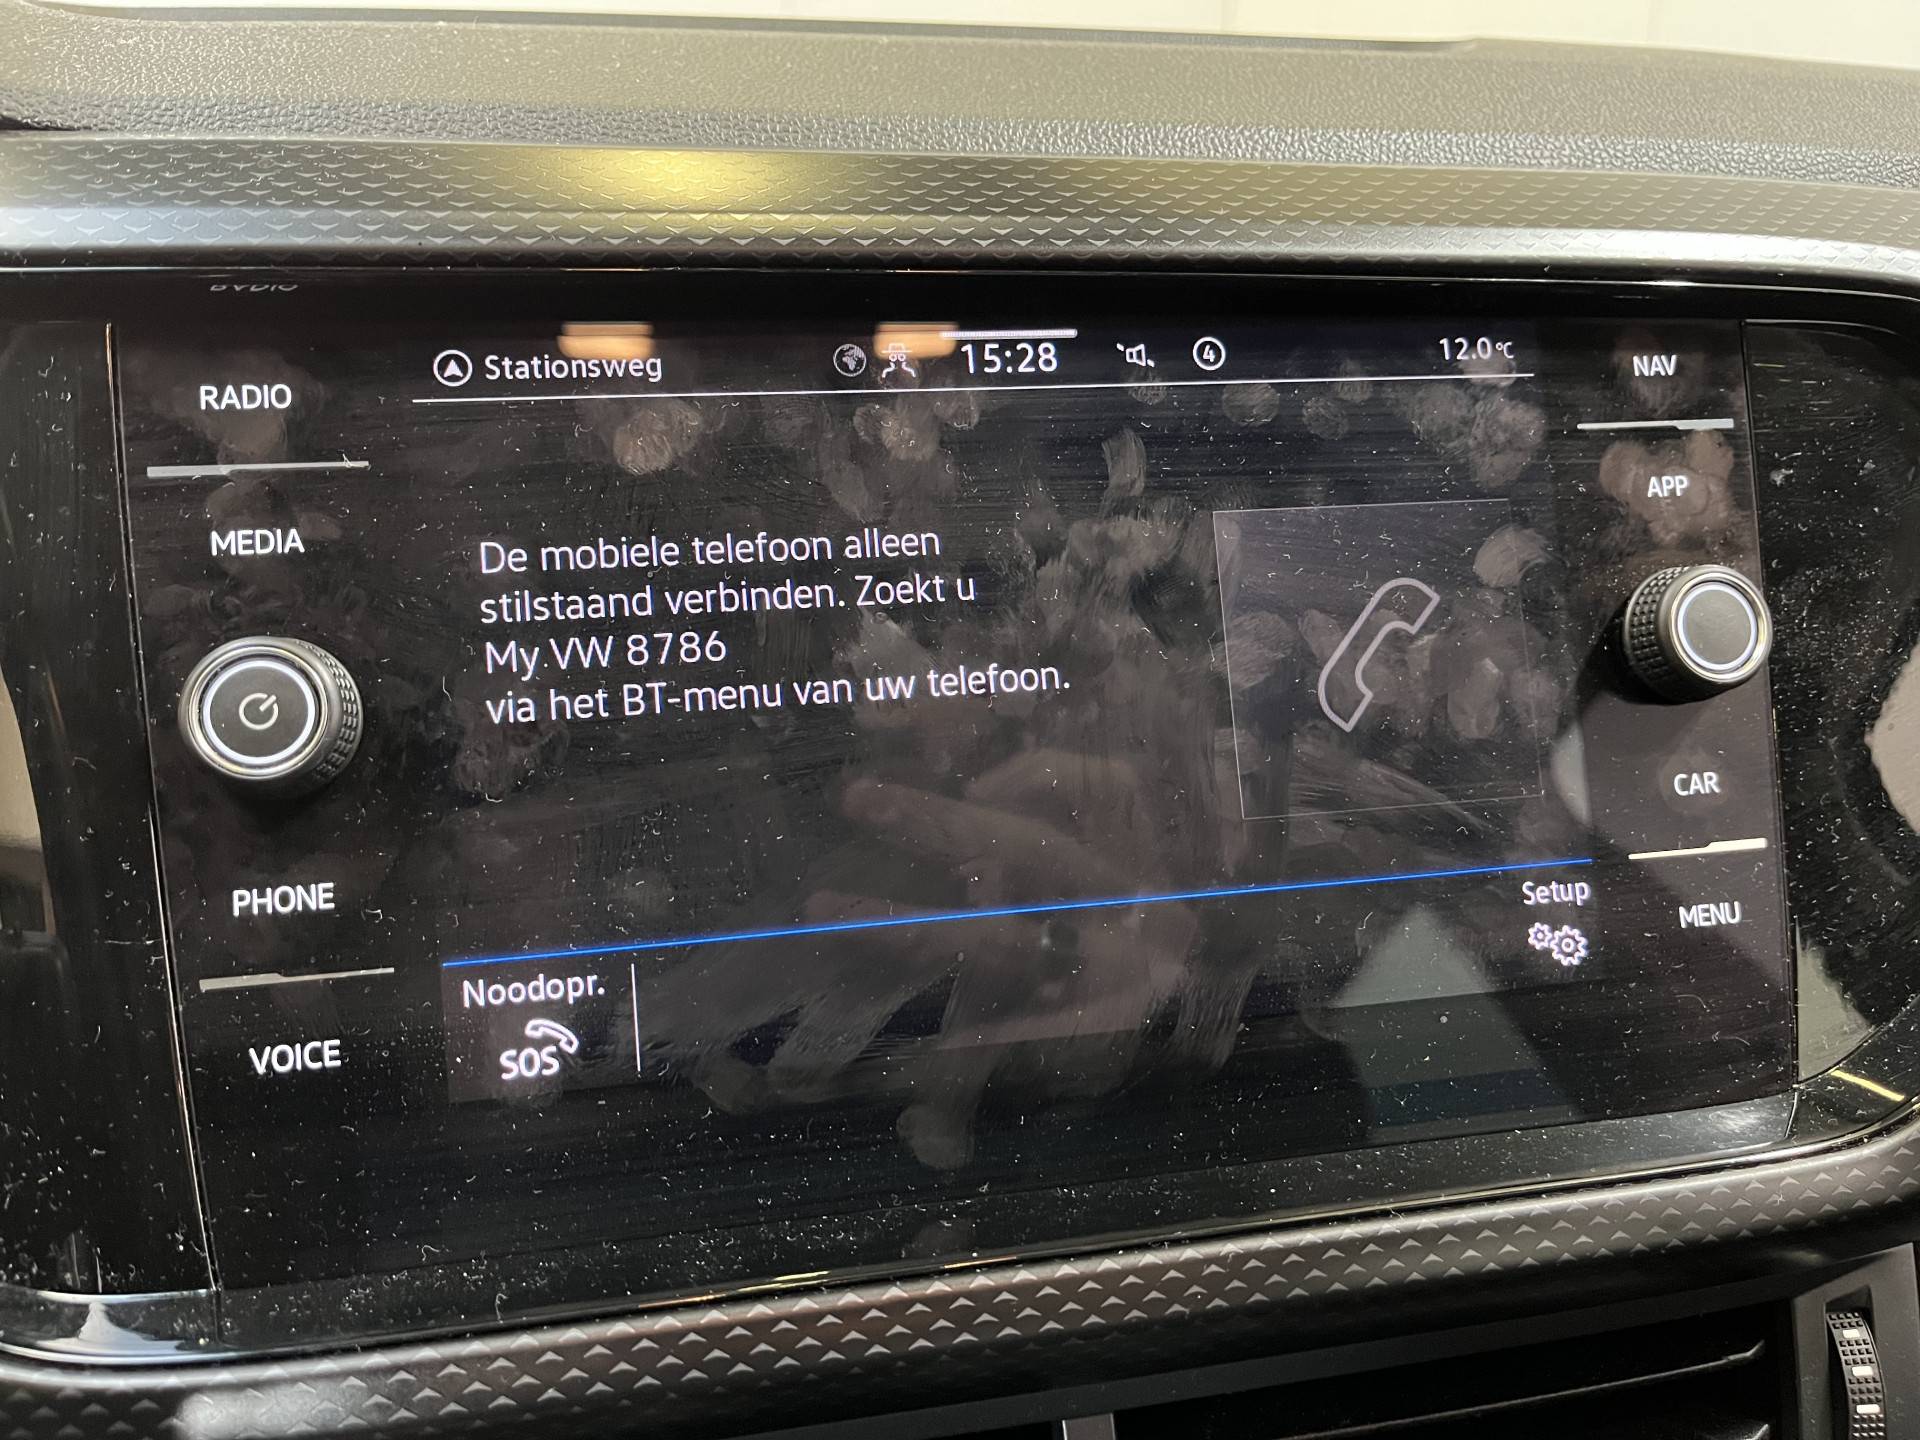 RADIO
MEDIA
PHONE
VOICE
Stationsweg
15:28
4
12.0°C
De mobiele telefoon alleen
stilstaand verbinden. Zoekt u
My VW 8786
via het BT-menu van uw telefoon.
Noodopr.
SOS
Setup
NAV
APP
CAR
MENU